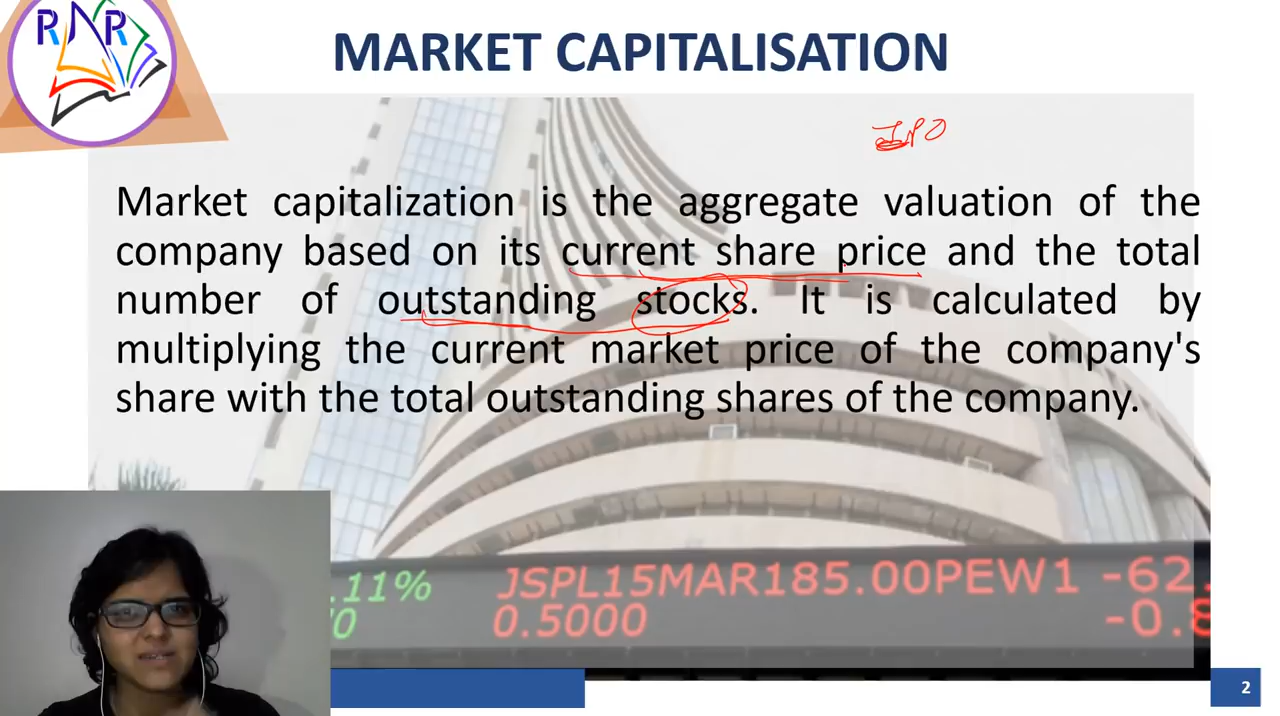 RNR
MARKET CAPITALISATION
IPO
Market capitalization is the aggregate valuation of the
company based on its current share price and the total
number of outstanding stocks. It is calculated by
multiplying the current market price of the company's
share with the total outstanding shares of the company.
.11% JSPL15MAR185.00PEW1 -62.
0 0.5000 -0.8
2